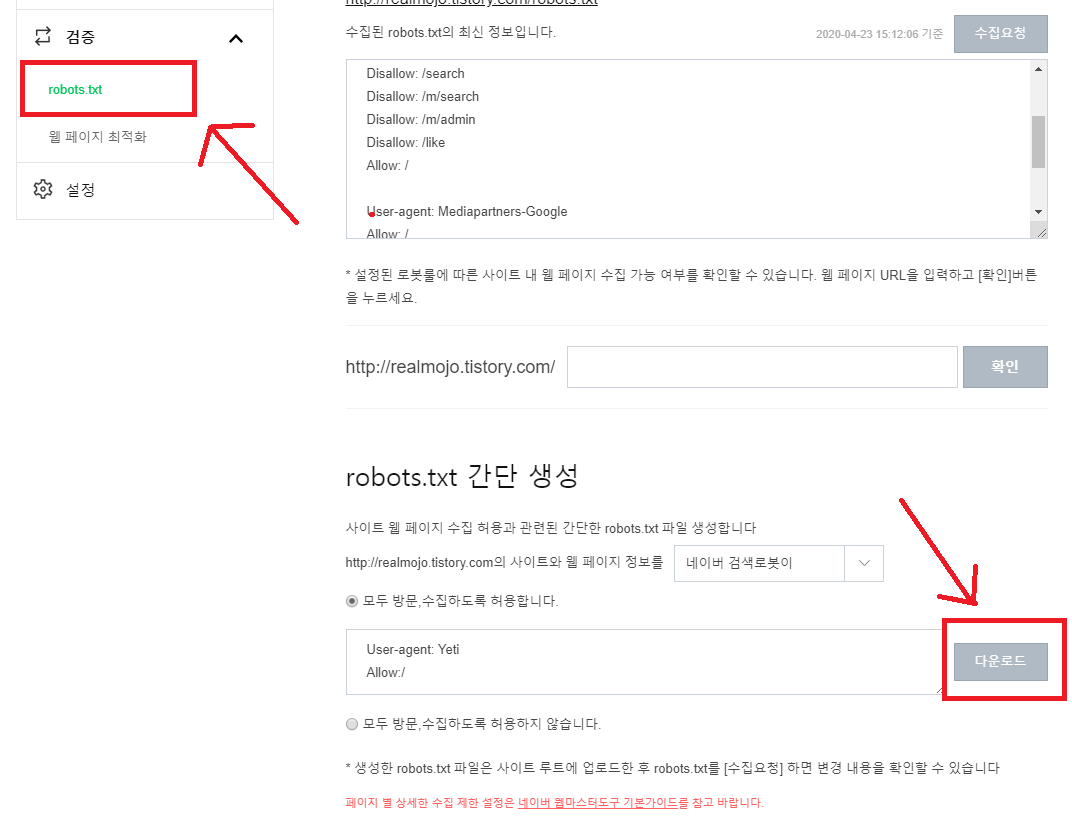 검증
robots.txt
웹 페이지 최적화
설정
http://realmojo.tistory.com/robots.txt
수집된 robots.txt의 최신 정보입니다.
2020-04-23 15:12:06 기준
수집요청
Disallow: /search
Disallow: /m/search
Disallow: /m/admin
Disallow: /like
Allow: /
User-agent: Mediapartners-Google
Allow: /
* 설정된 로봇룰에 따른 사이트 내 웹 페이지 수집 가능 여부를 확인할 수 있습니다. 웹 페이지 URL을 입력하고 [확인]버튼
을 누르세요.
http://realmojo.tistory.com/
확인
robots.txt 간단 생성
사이트 웹 페이지 수집 허용과 관련된 간단한 robots.txt 파일 생성합니다
http://realmojo.tistory.com의 사이트와 웹 페이지 정보를
네이버 검색로봇이
모두 방문,수집하도록 허용합니다.
User-agent: Yeti
Allow:/
다운로드
모두 방문,수집하도록 허용하지 않습니다.
* 생성한 robots.txt 파일은 사이트 루트에 업로드한 후 robots.txt를 [수집요청] 하면 변경 내용을 확인할 수 있습니다
페이지 별 상세한 수집 제한 설정은 네이버 웹마스터도구 기본가이드를 참고 바랍니다.